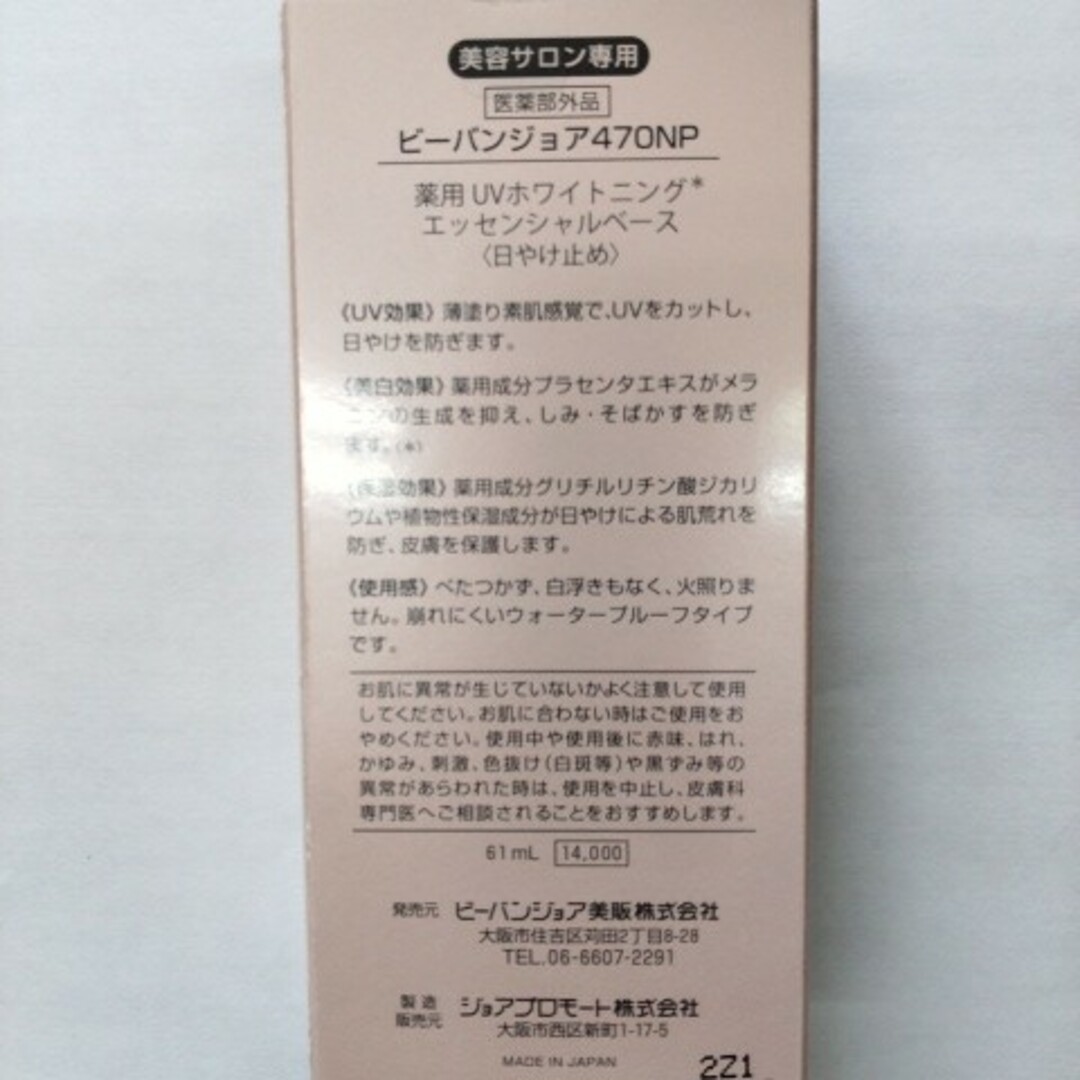 美容サロン専用
医薬部外品
ビーバンジョア470NP
薬用 UVホワイトニング*
エッセンシャルベース
〈日やけ止め〉
《UV効果》薄塗り素肌感覚で、UVをカットし、
日やけを防ぎます。
《美白効果》薬用成分プラセンタエキスがメラ
ニンの生成を抑え、しみ・そばかすを防ぎ
ます。(*)
《保湿効果》薬用成分グリチルリチン酸ジカリ
ウムや植物性保湿成分が日やけによる肌荒れを
防ぎ、皮膚を保護します。
《使用感》べたつかず、白浮きもなく、火照りま
せん。崩れにくいウォータープルーフタイプ
です。
お肌に異常が生じていないかよく注意して使用
してください。お肌に合わない時はご使用をお
やめください。使用中や使用後に赤味、はれ、
かゆみ、刺激、色抜け(白斑等)や黒ずみ等の
異常があらわれた時は、使用を中止し、皮膚科
専門医へご相談されることをおすすめします。
61mL 14,000
発売元 ビーバンジョア美販株式会社
大阪市住吉区苅田2丁目8-28
TEL.06-6607-2291
製造
販売元 ジョアプロモート株式会社
大阪市西区新町1-17-5
MADE IN JAPAN
2Z1